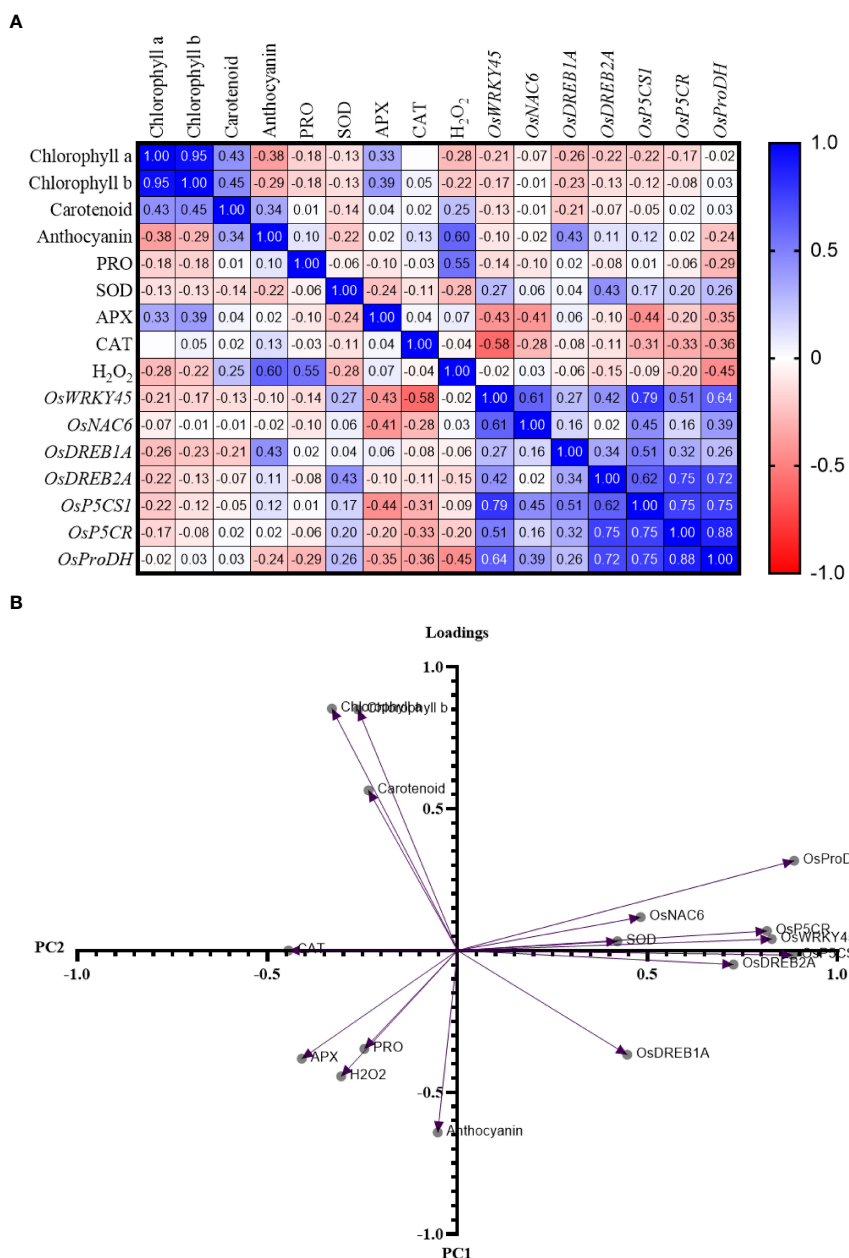 A
Chlorophyll a Chlorophyll b Carotenoid Anthocyanin PRO SOD APX CAT H₂O₂ OsWRKY45 OsNAC6 OsDREB1A OsDREB2A OsP5CS1 OsP5CR OsProDH
Chlorophyll a 1.00 0.95 0.43 -0.38 -0.18 -0.13 0.33 -0.28 -0.21 -0.07 -0.26 -0.22 -0.22 -0.17 -0.02
Chlorophyll b 0.95 1.00 0.45 -0.29 -0.18 -0.13 0.39 0.05 -0.22 -0.17 -0.01 -0.23 -0.13 -0.12 -0.08 0.03
Carotenoid 0.43 0.45 1.00 0.34 0.01 -0.14 0.04 0.02 0.25 -0.13 -0.01 -0.21 -0.07 -0.05 0.02 0.03
Anthocyanin -0.38 -0.29 0.34 1.00 0.10 -0.22 0.02 0.13 0.60 -0.10 -0.02 0.43 0.11 0.12 0.02 -0.24
PRO -0.18 -0.18 0.01 0.10 1.00 -0.06 -0.10 -0.03 0.55 -0.14 -0.10 0.02 -0.08 0.01 -0.06 -0.29
SOD -0.13 -0.13 -0.14 -0.22 -0.06 1.00 -0.24 -0.11 -0.28 0.27 0.06 0.04 0.43 0.17 0.20 0.26
APX 0.33 0.39 0.04 0.02 -0.10 -0.24 1.00 0.04 0.07 -0.43 -0.41 0.06 -0.10 -0.44 -0.20 -0.35
CAT 0.05 0.02 0.13 -0.03 -0.11 0.04 1.00 -0.04 -0.58 -0.28 -0.08 -0.11 -0.31 -0.33 -0.36
H₂O₂ -0.28 -0.22 0.25 0.60 0.55 -0.28 0.07 -0.04 1.00 -0.02 0.03 -0.06 -0.15 -0.09 -0.20 -0.45
OsWRKY45 -0.21 -0.17 -0.13 -0.10 -0.14 0.27 -0.43 -0.58 -0.02 1.00 0.61 0.27 0.42 0.79 0.51 0.64
OsNAC6 -0.07 -0.01 -0.01 -0.02 -0.10 0.06 -0.41 -0.28 0.03 0.61 1.00 0.16 0.02 0.45 0.16 0.39
OsDREB1A -0.26 -0.23 -0.21 0.43 0.02 0.04 0.06 -0.08 -0.06 0.27 0.16 1.00 0.34 0.51 0.32 0.26
OsDREB2A -0.22 -0.13 -0.07 0.11 -0.08 0.43 -0.10 -0.11 -0.15 0.42 0.02 0.34 1.00 0.62 0.75 0.72
OsP5CS1 -0.22 -0.12 -0.05 0.12 0.01 0.17 -0.44 -0.31 -0.09 0.79 0.45 0.51 0.62 1.00 0.75 0.75
OsP5CR -0.17 -0.08 0.02 0.02 -0.06 0.20 -0.20 -0.33 -0.20 0.51 0.16 0.32 0.75 0.75 1.00 0.88
OsProDH -0.02 0.03 0.03 -0.24 -0.29 0.26 -0.35 -0.36 -0.45 0.64 0.39 0.26 0.72 0.75 0.88 1.00
1.0
0.5
0
-0.5
-1.0
B
Loadings
1.0
Chlorophyll a Chlorophyll b
Carotenoid
0.5
OsProD
OsNAC6
OsP5CR
SOD
OsWRKY4
PC2
CAT
OsP5CS
OsDREB2A
-1.0 -0.5 0.5 1.0
APX
PRO
OsDREB1A
H2O2
-0.5
Anthocyanin
-1.0
PC1